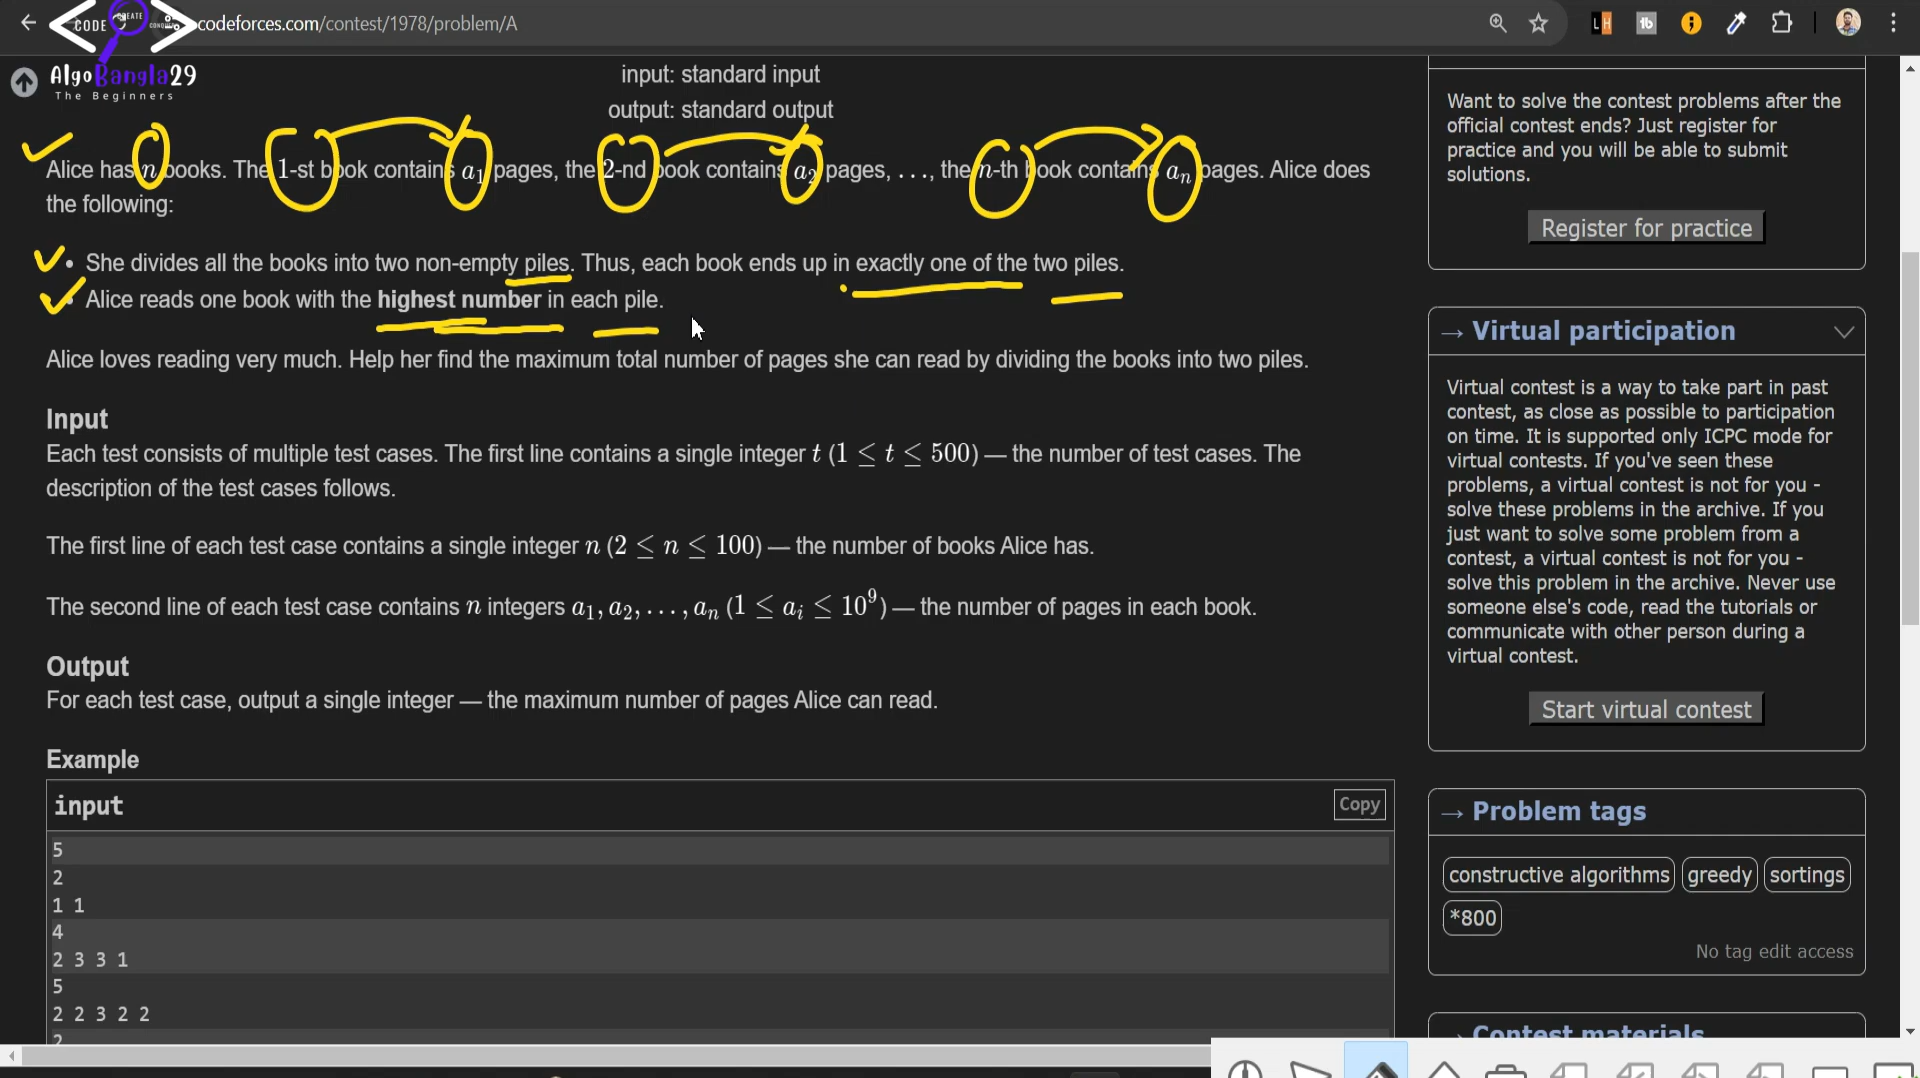 codeforces.com/contest/1978/problem/A
CODE
CREATE
AlgoBangla29
The Beginners
input: standard input
output: standard output
Alice has n books. The 1-st book contains a₁ pages, the 2-nd book contains a₂ pages, ..., the n-th book contains aₙ pages. Alice does
the following:
• She divides all the books into two non-empty piles. Thus, each book ends up in exactly one of the two piles.
• Alice reads one book with the highest number in each pile.
Alice loves reading very much. Help her find the maximum total number of pages she can read by dividing the books into two piles.
Input
Each test consists of multiple test cases. The first line contains a single integer t (1 ≤ t ≤ 500) — the number of test cases. The
description of the test cases follows.
The first line of each test case contains a single integer n (2 ≤ n ≤ 100) — the number of books Alice has.
The second line of each test case contains n integers a₁, a₂, ..., aₙ (1 ≤ aᵢ ≤ 10⁹) — the number of pages in each book.
Output
For each test case, output a single integer — the maximum number of pages Alice can read.
Example
input
Copy
5
2
1 1
4
2 3 3 1
5
2 2 3 2 2
2
Want to solve the contest problems after the
official contest ends? Just register for
practice and you will be able to submit
solutions.
Register for practice
→ Virtual participation
Virtual contest is a way to take part in past
contest, as close as possible to participation
on time. It is supported only ICPC mode for
virtual contests. If you've seen these
problems, a virtual contest is not for you -
solve these problems in the archive. If you
just want to solve some problem from a
contest, a virtual contest is not for you -
solve this problem in the archive. Never use
someone else's code, read the tutorials or
communicate with other person during a
virtual contest.
Start virtual contest
→ Problem tags
constructive algorithms greedy sortings
*800
No tag edit access
→ Contest materials